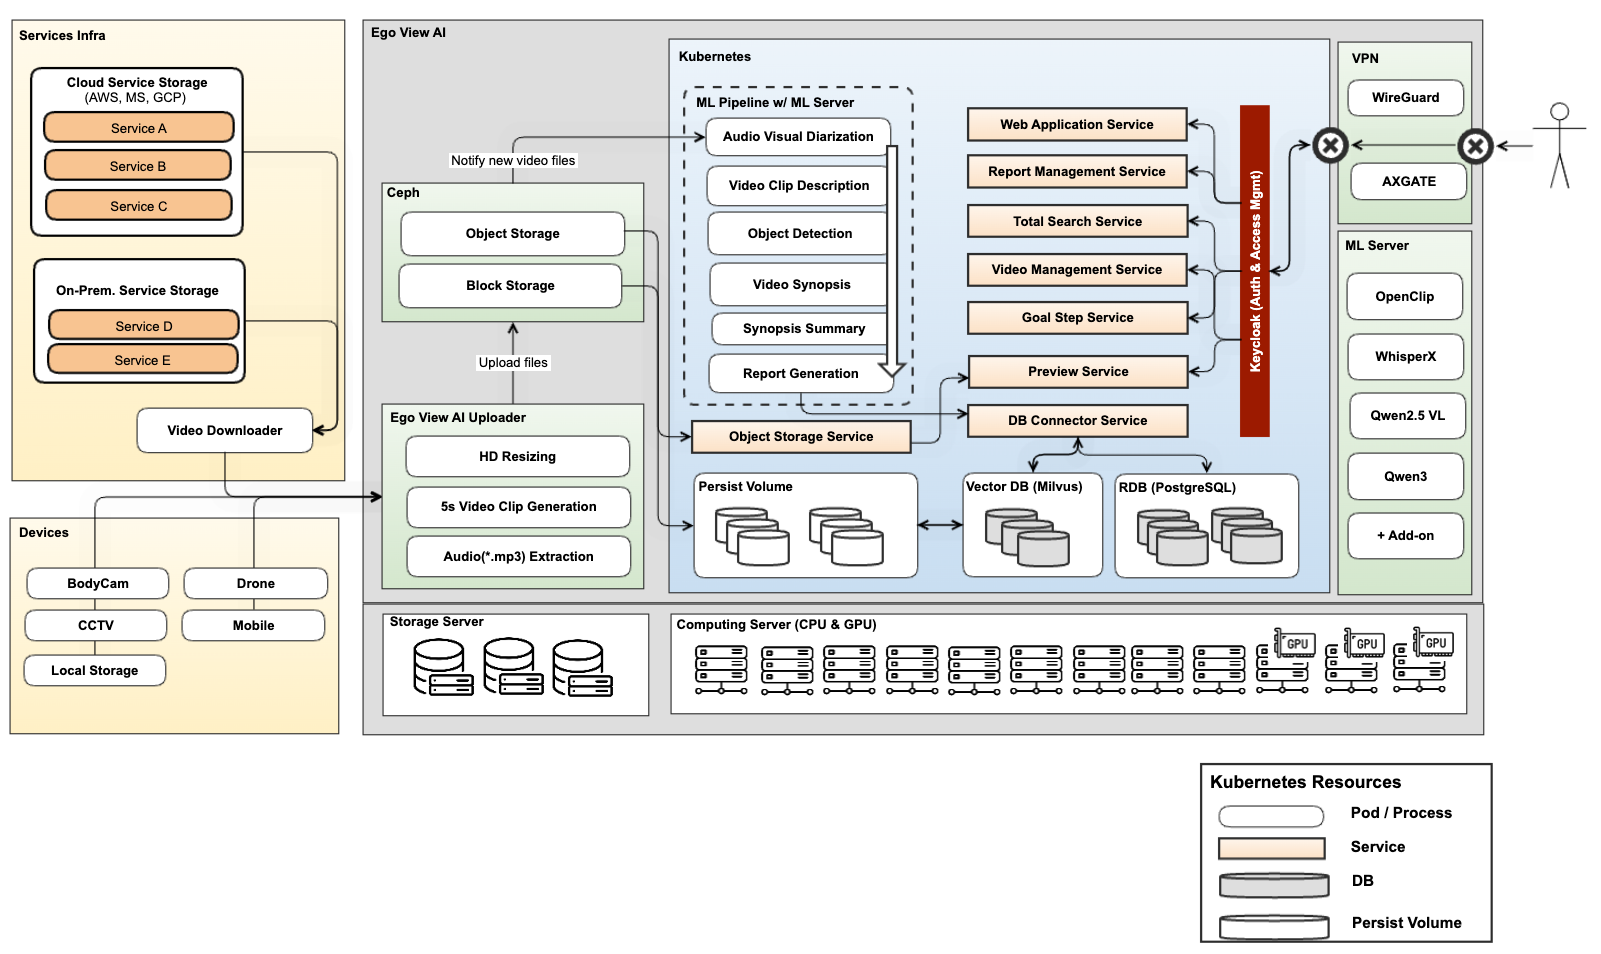 Services Infra
Cloud Service Storage
(AWS, MS, GCP)
Service A
Service B
Service C
On-Prem. Service Storage
Service D
Service E
Video Downloader
Devices
BodyCam
CCTV
Local Storage
Drone
Mobile
Ego View AI
Notify new video files
Ceph
Object Storage
Block Storage
Upload files
Ego View AI Uploader
HD Resizing
5s Video Clip Generation
Audio(*.mp3) Extraction
Kubernetes
ML Pipeline w/ ML Server
Audio Visual Diarization
Video Clip Description
Object Detection
Video Synopsis
Synopsis Summary
Report Generation
Object Storage Service
Web Application Service
Report Management Service
Total Search Service
Video Management Service
Goal Step Service
Preview Service
DB Connector Service
Keycloak (Auth & Access Mgmt)
Persist Volume
Vector DB (Milvus)
RDB (PostgreSQL)
VPN
WireGuard
AXGATE
ML Server
OpenClip
WhisperX
Qwen2.5 VL
Qwen3
+ Add-on
Storage Server
Computing Server (CPU & GPU)
GPU
GPU
GPU
Kubernetes Resources
Pod / Process
Service
DB
Persist Volume